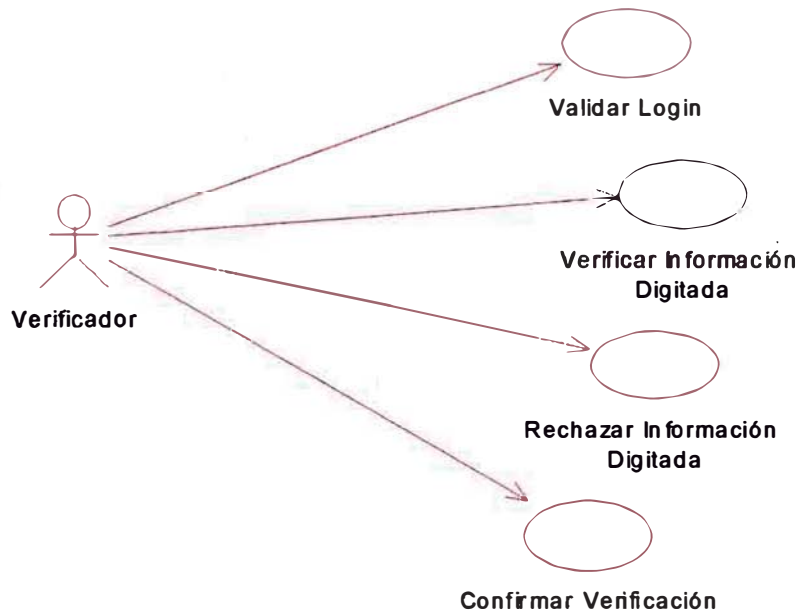 Validar Login
Verificar Información
Digitada
Verificador
Rechazar Información
Digitada
Confirmar Verificación